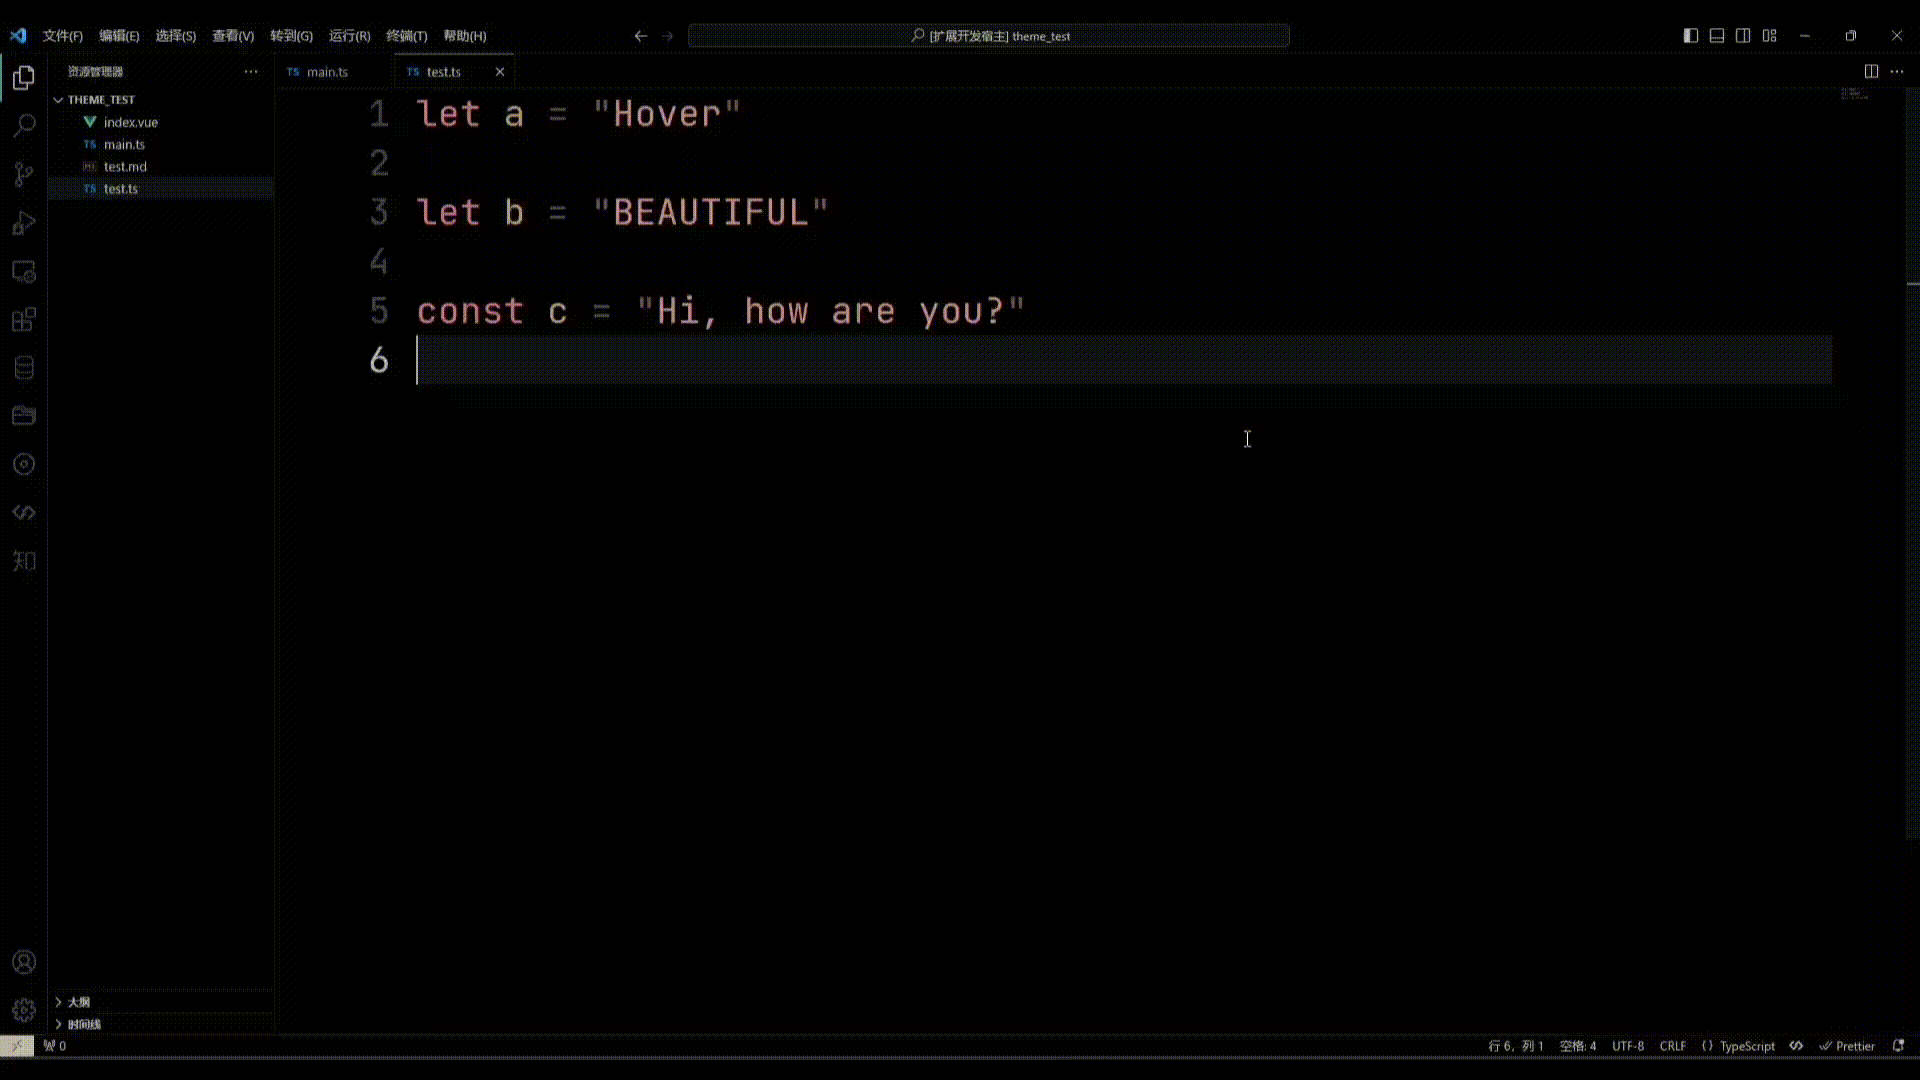 文件(F) 编辑(E) 选择(S) 查看(V) 转到(G) 运行(R) 终端(T) 帮助(H)
[扩展开发宿主] theme_test
资源管理器
TS main.ts
TS test.ts
THEME_TEST
index.vue
TS main.ts
test.md
TS test.ts
1 let a = "Hover"
2
3 let b = "BEAUTIFUL"
4
5 const c = "Hi, how are you?"
6
知
大纲
时间线
0
行 6，列 1 空格: 4 UTF-8 CRLF {} TypeScript Prettier